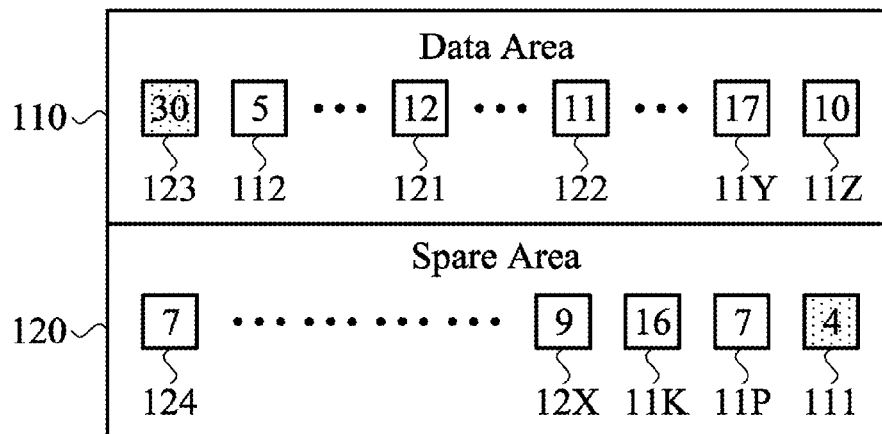 Data Area
30 5 ••• 12 ••• 11 ••• 17 10
110
123 112 121 122 11Y 11Z
Spare Area
7 ••• ••• ••• ••• 9 16 7 4
120
124 12X 11K 11P 111